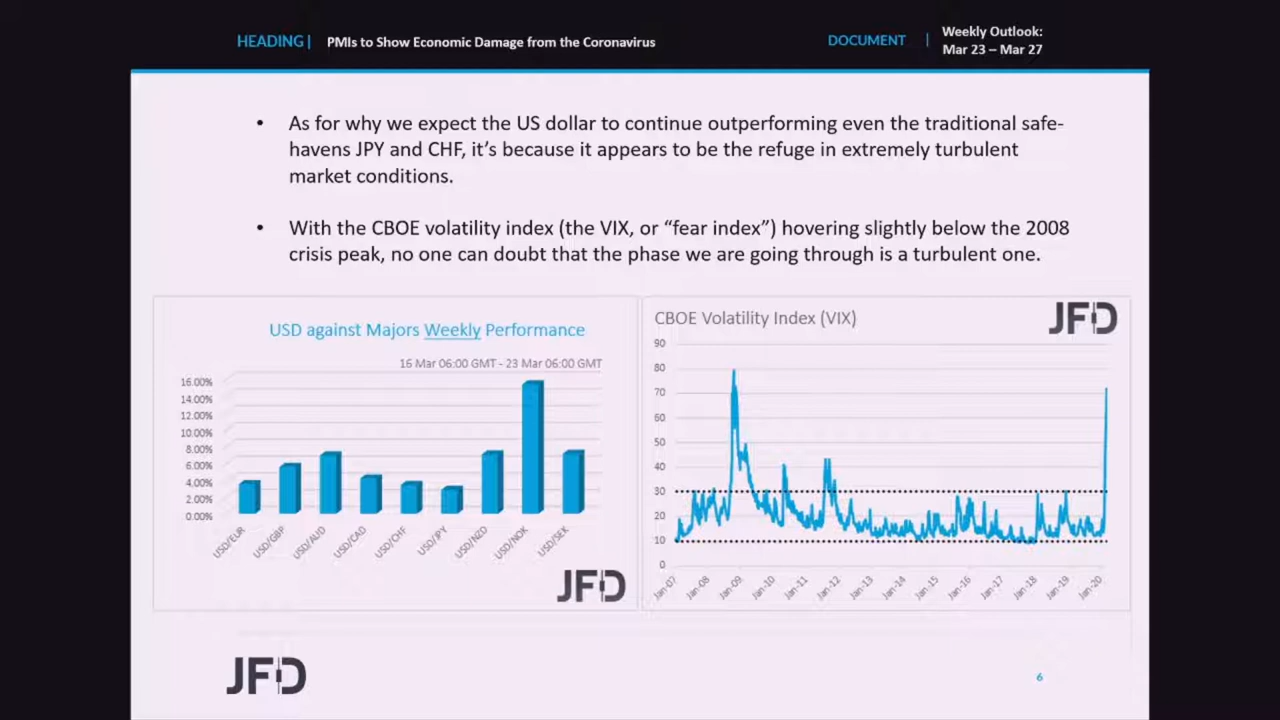 HEADING | PMIs to Show Economic Damage from the Coronavirus
DOCUMENT | Weekly Outlook:
Mar 23 – Mar 27
• As for why we expect the US dollar to continue outperforming even the traditional safe-
havens JPY and CHF, it’s because it appears to be the refuge in extremely turbulent
market conditions.
• With the CBOE volatility index (the VIX, or “fear index”) hovering slightly below the 2008
crisis peak, no one can doubt that the phase we are going through is a turbulent one.
USD against Majors Weekly Performance
16 Mar 06:00 GMT - 23 Mar 06:00 GMT
16.00%
14.00%
12.00%
10.00%
8.00%
6.00%
4.00%
2.00%
0.00%
USD/EUR
USD/GBP
USD/AUD
USD/CAD
USD/CHF
USD/JPY
USD/NZD
USD/NOK
USD/SEK
JFD
CBOE Volatility Index (VIX)
JFD
90
80
70
60
50
40
30
20
10
0
Jan-07
Jan-08
Jan-09
Jan-10
Jan-11
Jan-12
Jan-13
Jan-14
Jan-15
Jan-16
Jan-17
Jan-18
Jan-19
Jan-20
JFD
6